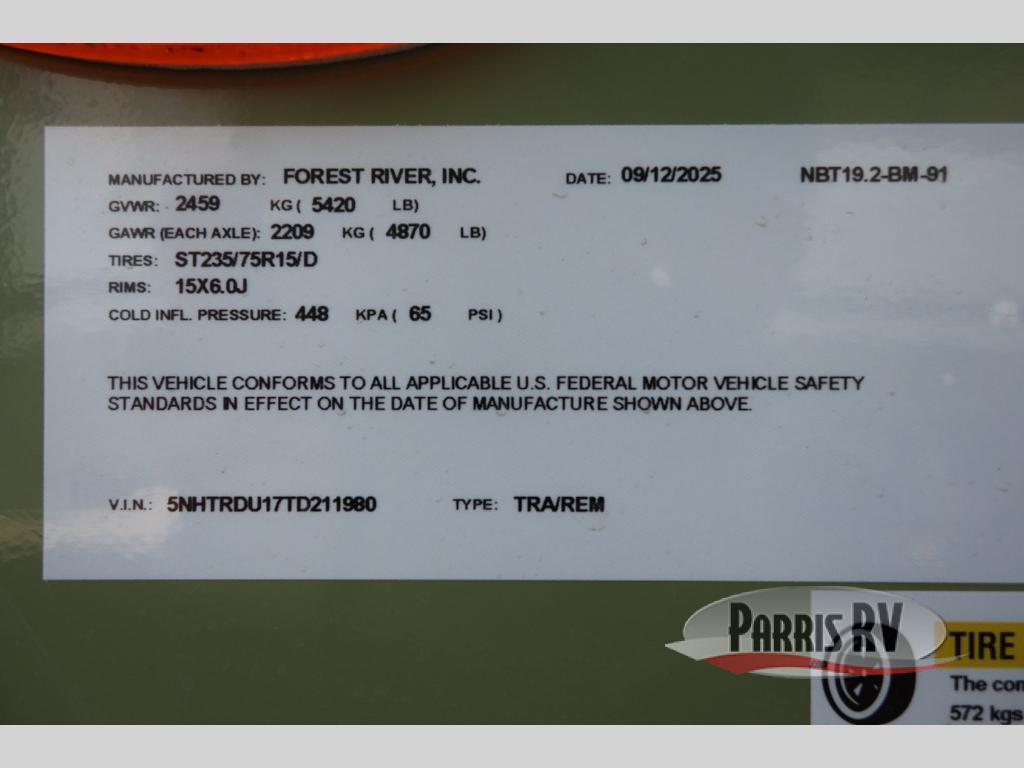 MANUFACTURED BY: FOREST RIVER, INC. DATE: 09/12/2025 NBT19.2-BM-91
GVWR: 2459 KG ( 5420 LB)
GAWR (EACH AXLE): 2209 KG ( 4870 LB)
TIRES: ST235/75R15/D
RIMS: 15X6.0J
COLD INFL. PRESSURE: 448 KPA ( 65 PSI )
THIS VEHICLE CONFORMS TO ALL APPLICABLE U.S. FEDERAL MOTOR VEHICLE SAFETY
STANDARDS IN EFFECT ON THE DATE OF MANUFACTURE SHOWN ABOVE.
V.I.N.: 5NHTRDU17TD211980 TYPE: TRA/REM
PARRIS RV
TIRE
The
572 kgs